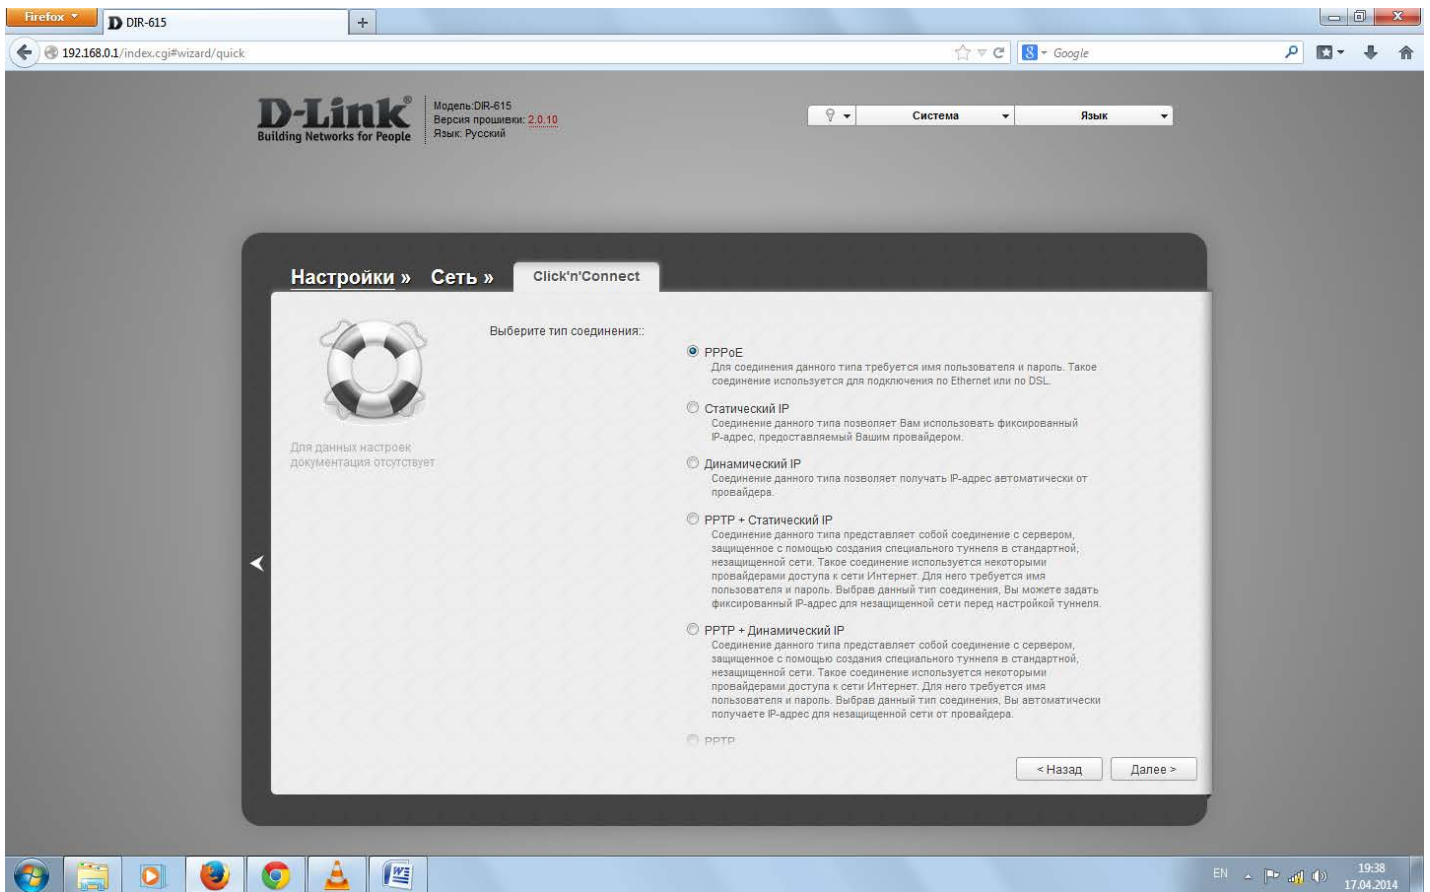 Firefox
DIR-615
192.168.0.1/index.cgi#wizard/quick
Google
D-Link
Building Networks for People
Модель:DIR-615
Версия прошивки: 2.0.10
Язык: Русский
Система
Язык
Настройки » Сеть » Click'n'Connect
Для данных настроек
документация отсутствует
Выберите тип соединения::
PPPoE
Для соединения данного типа требуется имя пользователя и пароль. Такое
соединение используется для подключения по Ethernet или по DSL.
Статический IP
Соединение данного типа позволяет Вам использовать фиксированный
IP-адрес, предоставляемый Вашим провайдером.
Динамический IP
Соединение данного типа позволяет получать IP-адрес автоматически от
провайдера.
PPTP + Статический IP
Соединение данного типа представляет собой соединение с сервером,
защищенное с помощью создания специального туннеля в стандартной,
незащищенной сети. Такое соединение используется некоторыми
провайдерами доступа к сети Интернет. Для него требуется имя
пользователя и пароль. Выбрав данный тип соединения, Вы можете задать
фиксированный IP-адрес для незащищенной сети перед настройкой туннеля.
PPTP + Динамический IP
Соединение данного типа представляет собой соединение с сервером,
защищенное с помощью создания специального туннеля в стандартной,
незащищенной сети. Такое соединение используется некоторыми
провайдерами доступа к сети Интернет. Для него требуется имя
пользователя и пароль. Выбрав данный тип соединения, Вы автоматически
получаете IP-адрес для незащищенной сети от провайдера.
PPTP
< Назад
Далее >
EN
19:38
17.04.2014